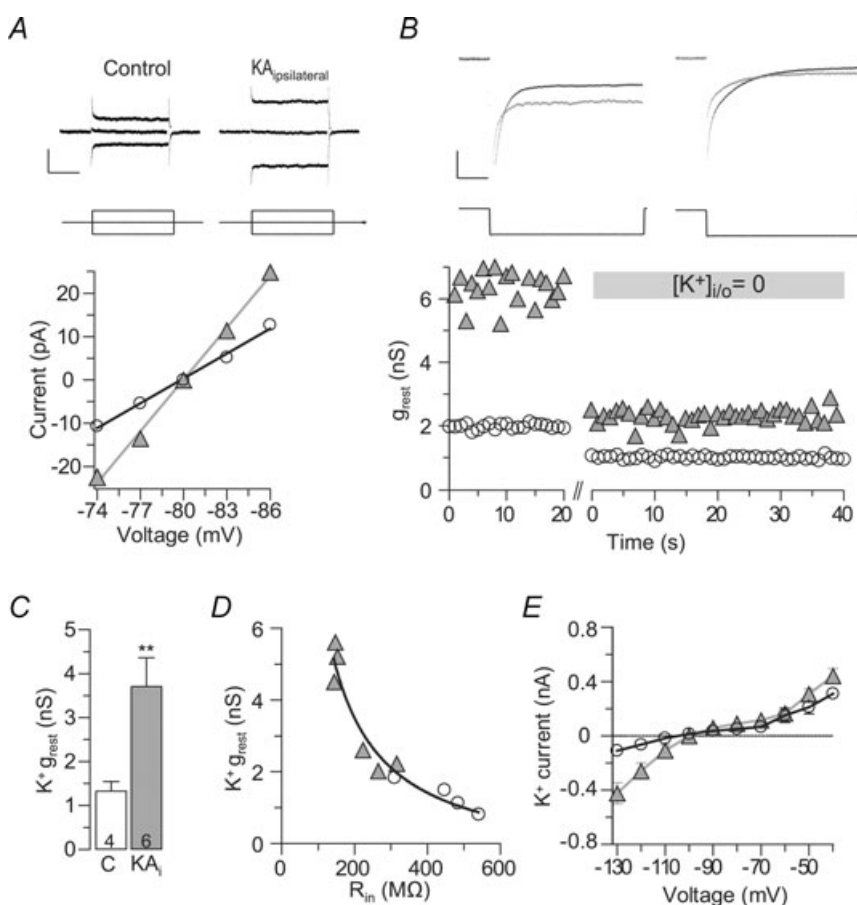 A
Control
KAipsilateral
Current (pA)
20
10
0
-10
-20
-74 -77 -80 -83 -86
Voltage (mV)
B
[K+]i/o= 0
grest (nS)
6
4
2
0
0 10 20 0 10 20 30 40
Time (s)
C
K+ grest (nS)
5
4
3
2
1
0
4 6
**
C KAi
D
K+ grest (nS)
6
4
2
0
0 200 400 600
Rin (MΩ)
E
K+ current (nA)
0.8
0.4
0
-0.4
-0.8
-130 -110 -90 -70 -50
Voltage (mV)